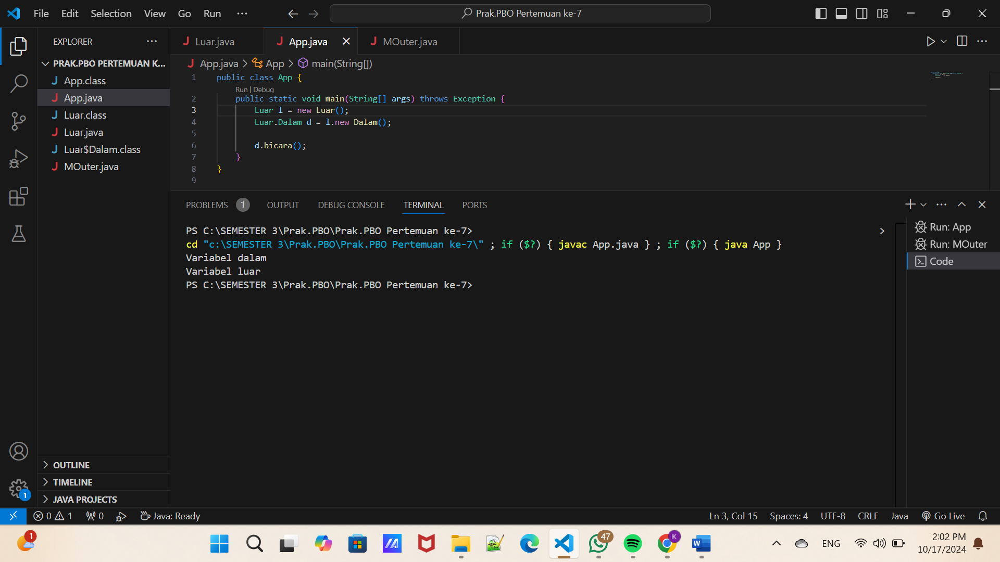 File Edit Selection View Go Run ···
Prak.PBO Pertemuan ke-7
EXPLORER
PRAK.PBO PERTEMUAN K...
App.class
App.java
Luar.class
Luar.java
Luar$Dalam.class
MOuter.java
OUTLINE
TIMELINE
JAVA PROJECTS
Luar.java App.java MOuter.java
App.java > App > main(String[])
1 public class App {
Run | Debug
2 public static void main(String[] args) throws Exception {
3 Luar l = new Luar();
4 Luar.Dalam d = l.new Dalam();
5
6 d.bicara();
7 }
8 }
9
PROBLEMS 1 OUTPUT DEBUG CONSOLE TERMINAL PORTS
PS C:\SEMESTER 3\Prak.PBO\Prak.PBO Pertemuan ke-7>
cd "c:\SEMESTER 3\Prak.PBO\Prak.PBO Pertemuan ke-7\" ; if ($?) { javac App.java } ; if ($?) { java App }
Variabel dalam
Variabel luar
PS C:\SEMESTER 3\Prak.PBO\Prak.PBO Pertemuan ke-7>
Run: App
Run: MOuter
Code
1
0 1 0 Java: Ready Ln 3, Col 15 Spaces: 4 UTF-8 CRLF Java Go Live
1 47 K W ENG 2:02 PM
10/17/2024